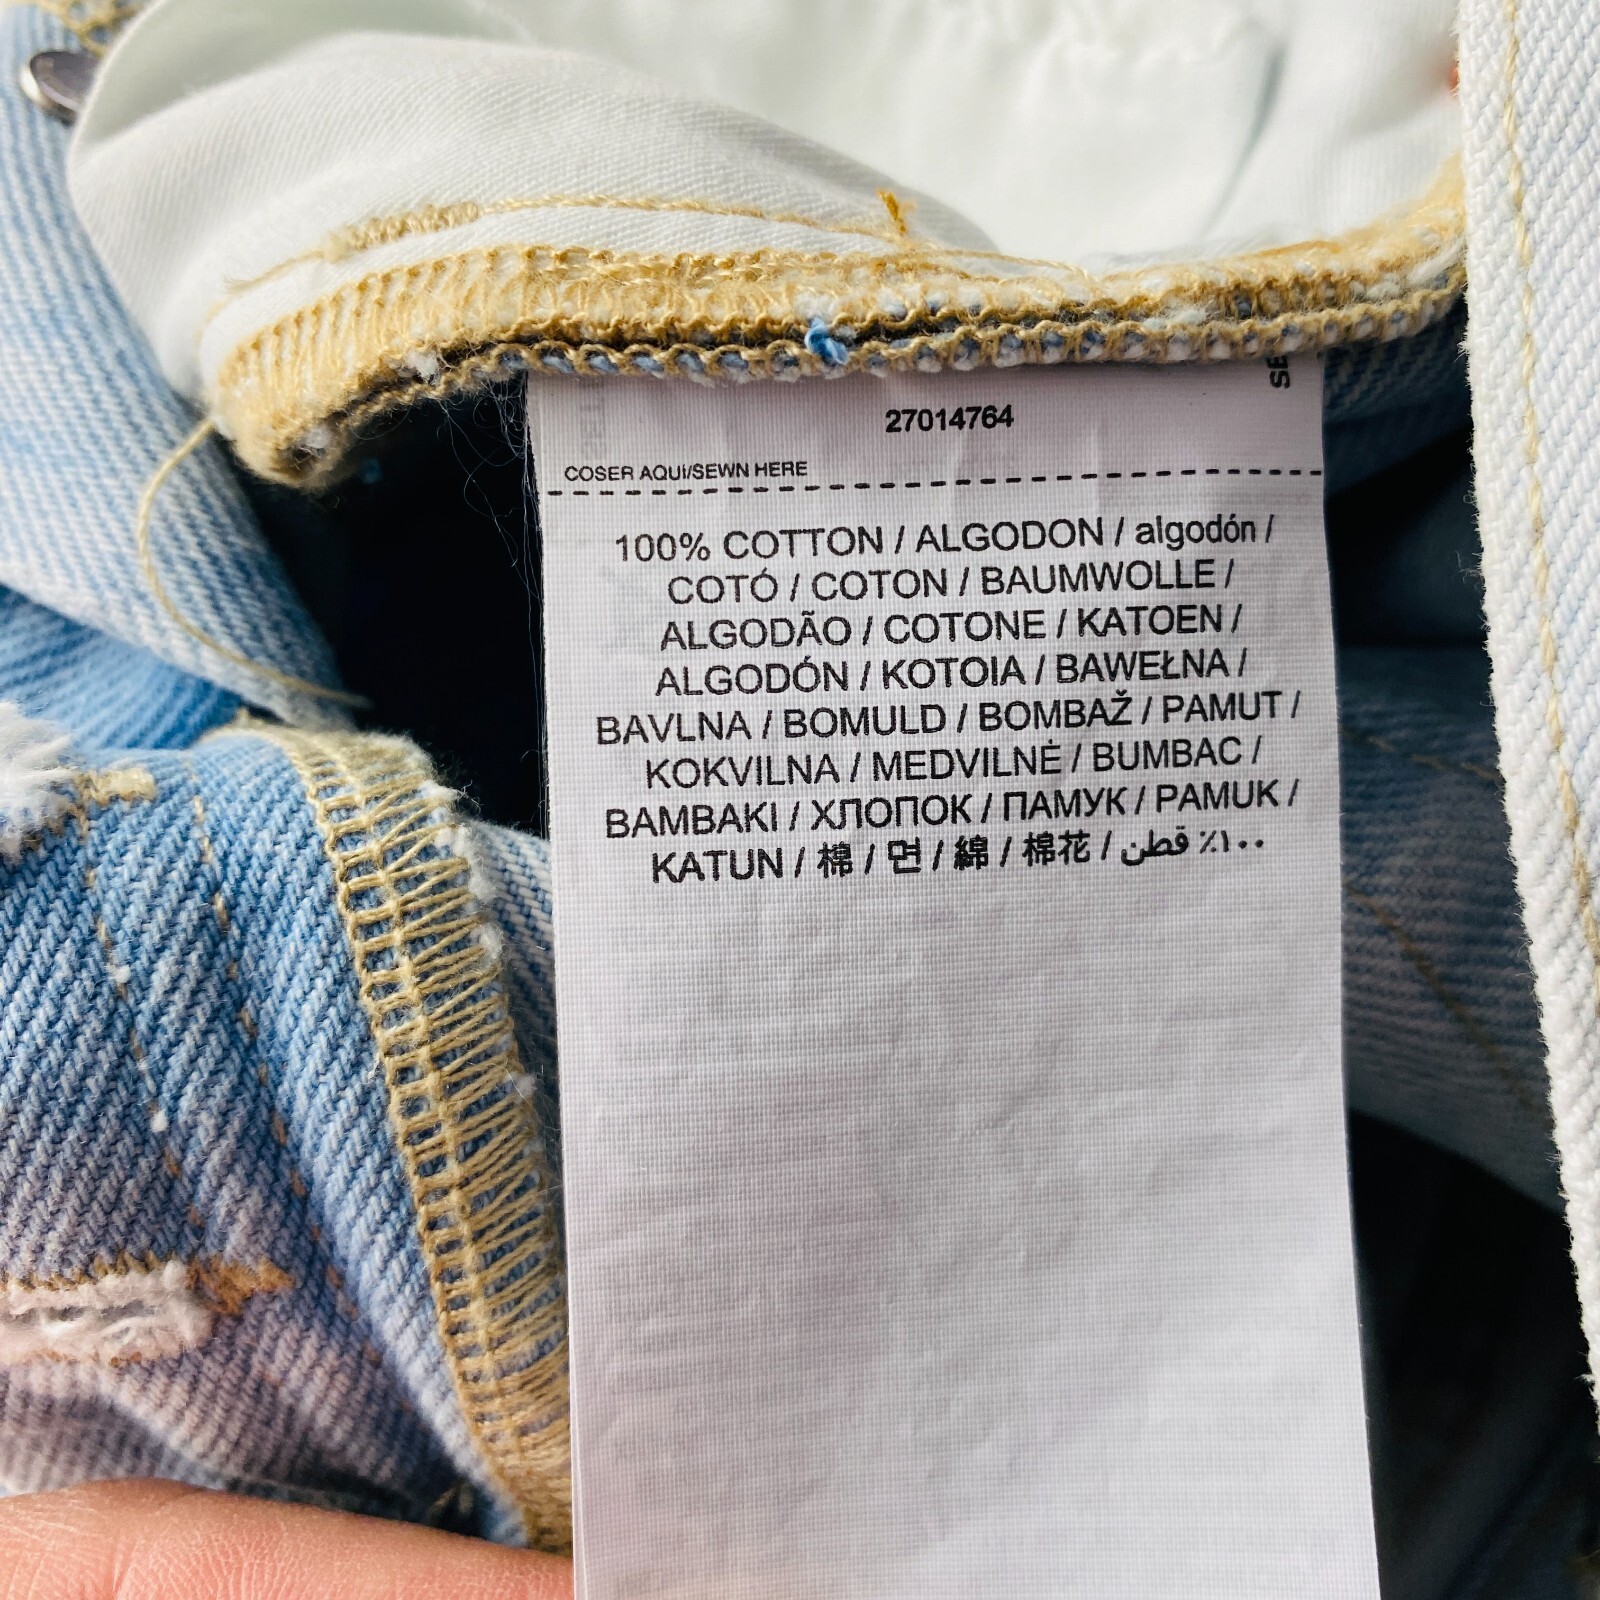 27014764
COSER AQUÍ/SEWN HERE
100% COTTON / ALGODON / algodón /
COTÓ / COTON / BAUMWOLLE /
ALGODÃO / COTONE / KATOEN /
ALGODÓN / KOTOIA / BAWEŁNA /
BAVLNA / BOMULD / BOMBAŽ / PAMUT /
KOKVILNA / MEDVILNĖ / BUMBAC /
BAMBAKI / ХЛОПОК / ПАМУК / PAMUK /
KATUN / 棉 / 면 / 綿 / 棉花 / ٪١٠٠ قطن